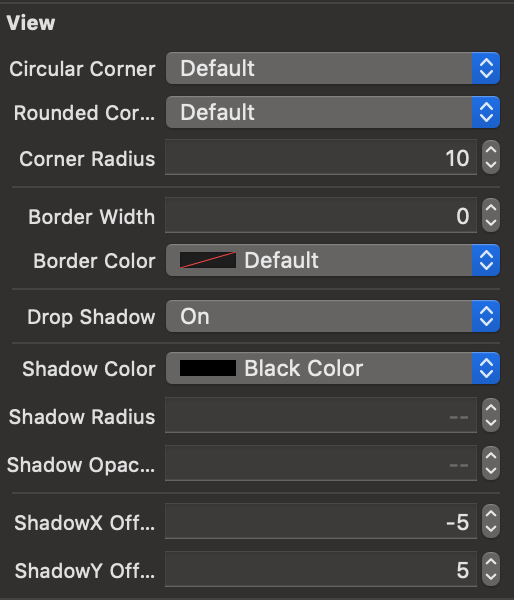 View
Circular Corner Default
Rounded Cor... Default
Corner Radius 10
Border Width 0
Border Color Default
Drop Shadow On
Shadow Color Black Color
Shadow Radius --
Shadow Opac... --
ShadowX Off... -5
ShadowY Off... 5